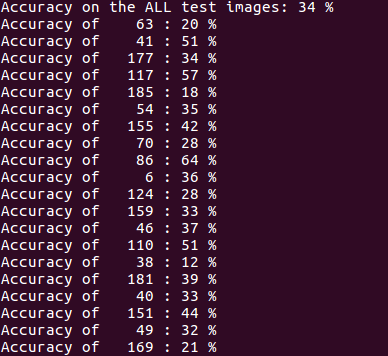 Accuracy on the ALL test images: 34 %
Accuracy of    63 : 20 %
Accuracy of    41 : 51 %
Accuracy of   177 : 34 %
Accuracy of   117 : 57 %
Accuracy of   185 : 18 %
Accuracy of    54 : 35 %
Accuracy of   155 : 42 %
Accuracy of    70 : 28 %
Accuracy of    86 : 64 %
Accuracy of     6 : 36 %
Accuracy of   124 : 28 %
Accuracy of   159 : 33 %
Accuracy of    46 : 37 %
Accuracy of   110 : 51 %
Accuracy of    38 : 12 %
Accuracy of   181 : 39 %
Accuracy of    40 : 33 %
Accuracy of   151 : 44 %
Accuracy of    49 : 32 %
Accuracy of   169 : 21 %